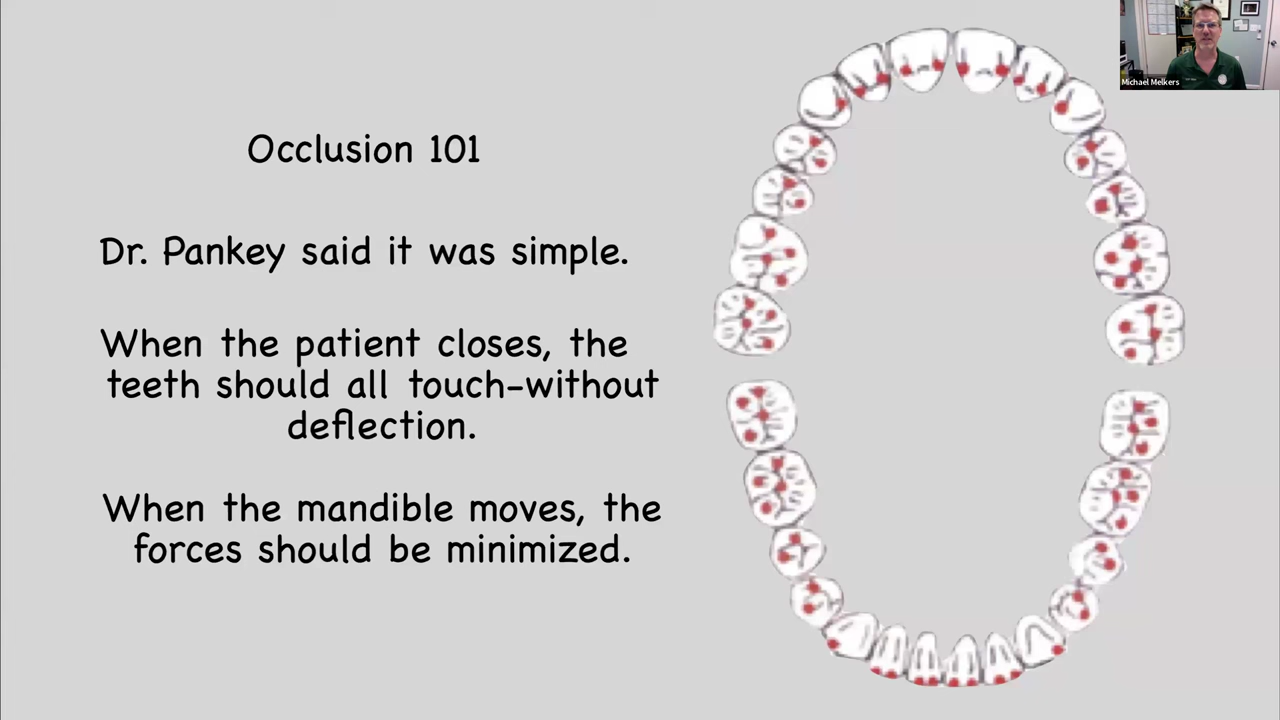 Occlusion 101
Dr. Pankey said it was simple.
When the patient closes, the
teeth should all touch-without
deflection.
When the mandible moves, the
forces should be minimized.
Michael Melkers